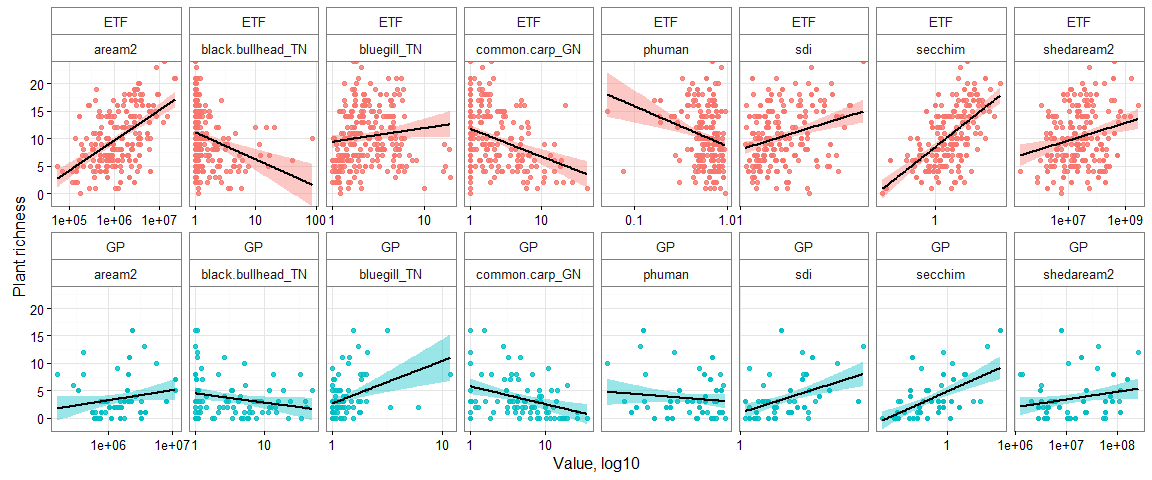 ETF ETF ETF ETF ETF ETF ETF ETF
aream2 black.bullhead_TN bluegill_TN common.carp_GN phuman sdi secchim shedaream2
20
15
10
5
0
1e+05 1e+06 1e+07 1 10 100 1 10 1 10 0.1 1.01 1 1e+07 1e+09
GP GP GP GP GP GP GP GP
aream2 black.bullhead_TN bluegill_TN common.carp_GN phuman sdi secchim shedaream2
20
15
10
5
0
1e+06 1e+071 10 1 10 1 10 1 1 1e+06 1e+07 1e+08
Plant richness
Value, log10